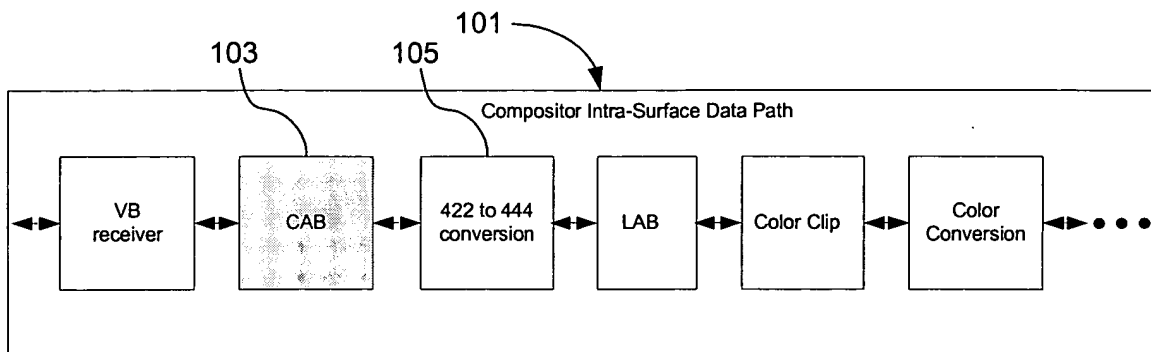 101
103
105
Compositor Intra-Surface Data Path
VB
receiver
CAB
422 to 444
conversion
LAB
Color Clip
Color
Conversion